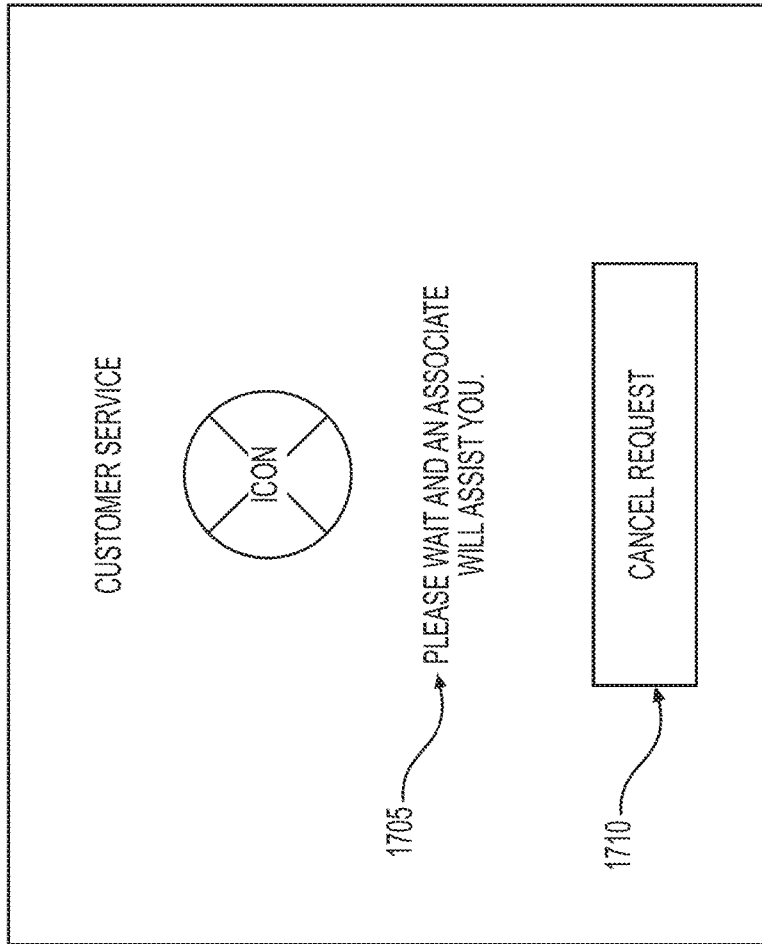 CUSTOMER SERVICE
ICON
1705
PLEASE WAIT AND AN ASSOCIATE
WILL ASSIST YOU.
1710
CANCEL REQUEST